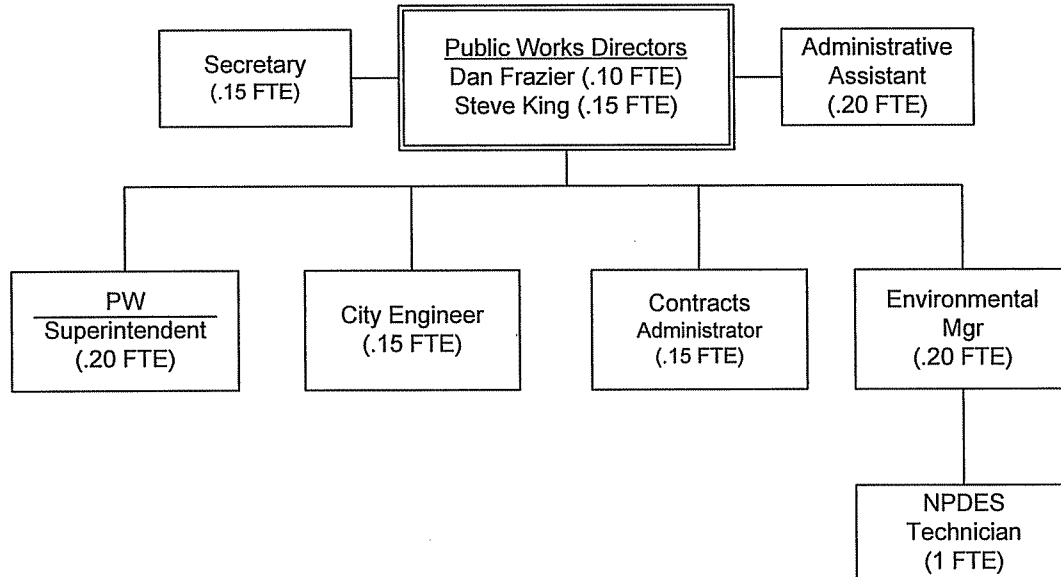 Secretary
(.15 FTE)
Public Works Directors
Dan Frazier (.10 FTE)
Steve King (.15 FTE)
Administrative
Assistant
(.20 FTE)
PW
Superintendent
(.20 FTE)
City Engineer
(.15 FTE)
Contracts
Administrator
(.15 FTE)
Environmental
Mgr
(.20 FTE)
NPDES
Technician
(1 FTE)